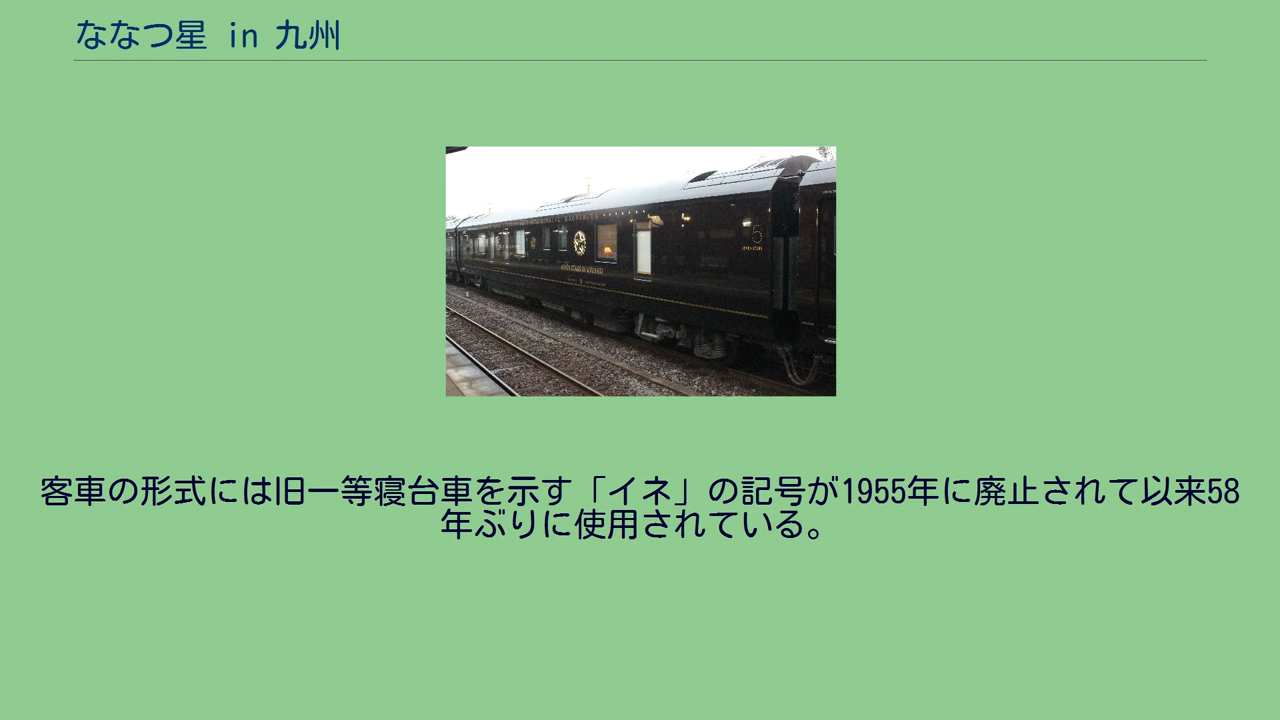 ななつ星 in 九州
5
客車の形式には旧一等寝台車を示す「イネ」の記号が1955年に廃止されて以来58
年ぶりに使用されている。